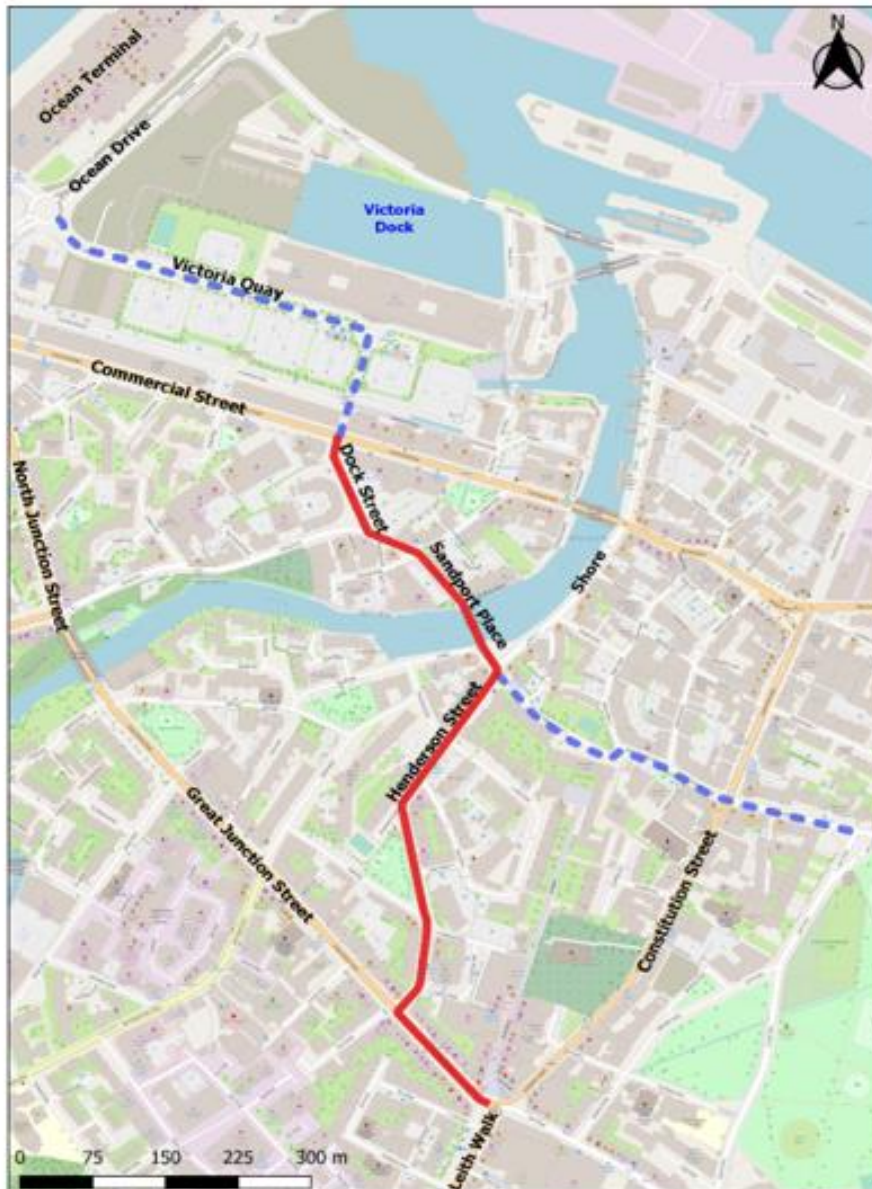 N
Ocean Terminal
Ocean Drive
Victoria
Dock
Victoria Quay
Commercial Street
North Junction Street
Dock Street
Sandport Place
Shore
Henderson Street
Great Junction Street
Constitution Street
Leith Walk
0 75 150 225 300 m